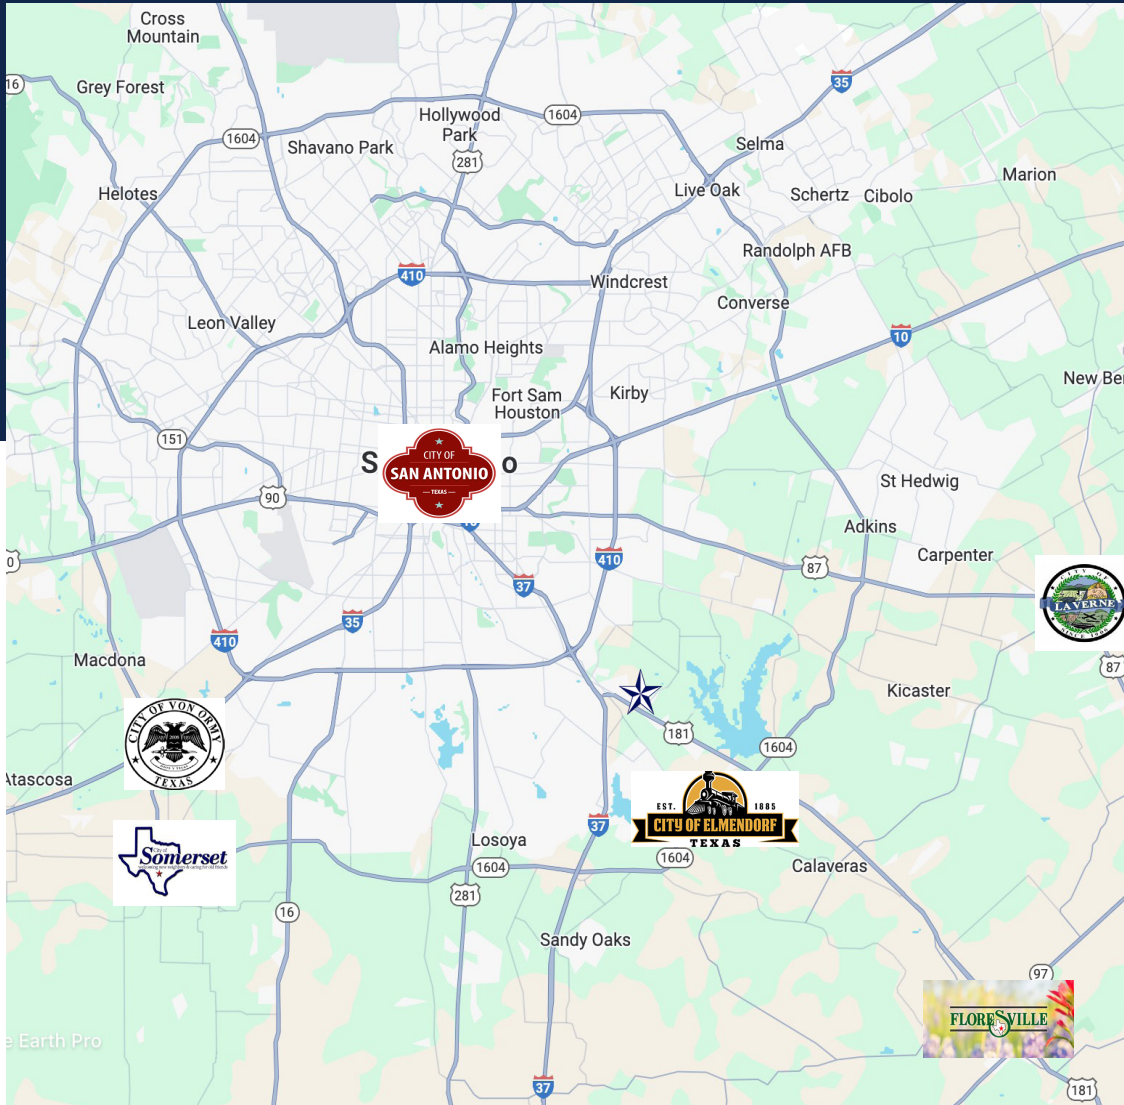 Cross
Mountain
16
Grey Forest
35
Hollywood
Park
1604
1604
Shavano Park
281
Selma
Marion
Helotes
Live Oak
Schertz
Cibolo
Randolph AFB
410
Windcrest
Converse
Leon Valley
10
Alamo Heights
New Be
Fort Sam
Houston
Kirby
151
S
CITY OF
SAN ANTONIO
TEXAS
o
St Hedwig
90
Adkins
Carpenter
0
410
87
37
CITY OF
LA VERNE
35
410
Macdona
87
Kicaster
CITY OF VON ORMY
TEXAS
181
1604
Atascosa
EST. 1885
CITY OF ELMENDORF
TEXAS
37
City of
Somerset
Losoya
1604
1604
Calaveras
281
16
Sandy Oaks
97
FLORESVILLE
e Earth Pro
37
181